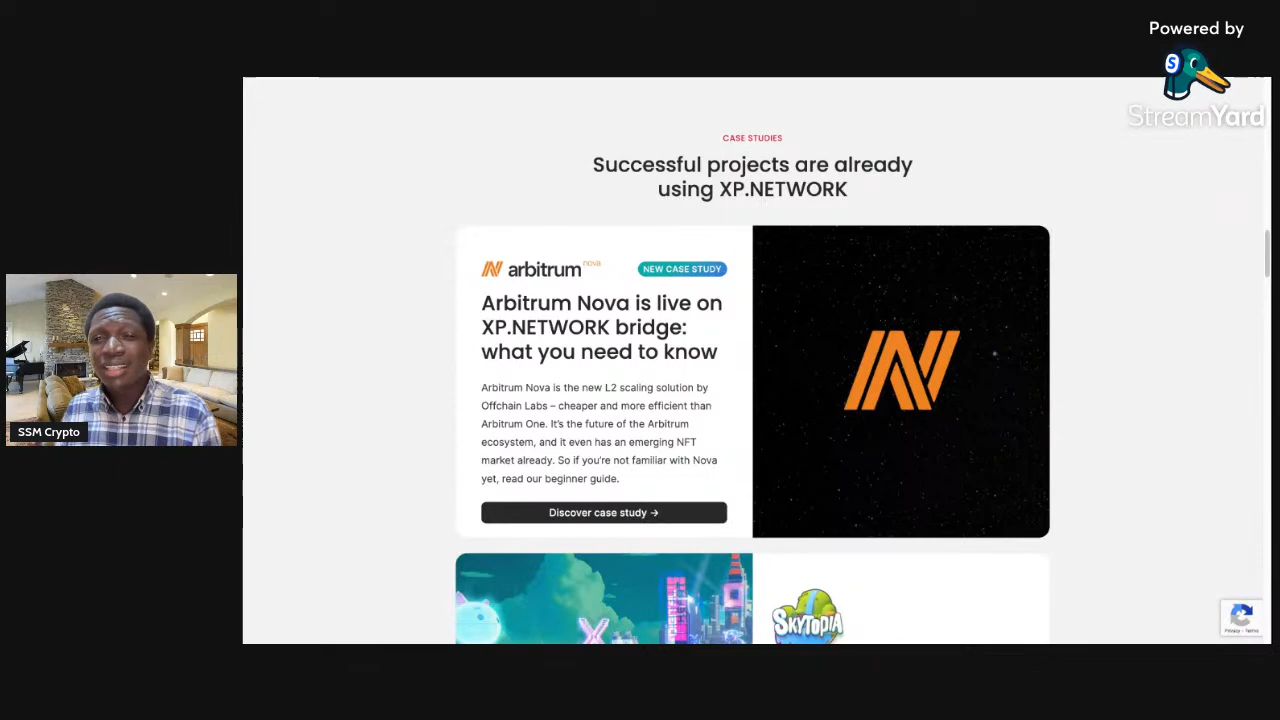 Powered by
StreamYard
CASE STUDIES
Successful projects are already
using XP.NETWORK
arbitrum nova
NEW CASE STUDY
Arbitrum Nova is live on
XP.NETWORK bridge:
what you need to know
Arbitrum Nova is the new L2 scaling solution by
Offchain Labs – cheaper and more efficient than
Arbitrum One. It's the future of the Arbitrum
ecosystem, and it even has an emerging NFT
market already. So if you're not familiar with Nova
yet, read our beginner guide.
Discover case study →
SSM Crypto
SKYTOPIA
Privacy - Terms